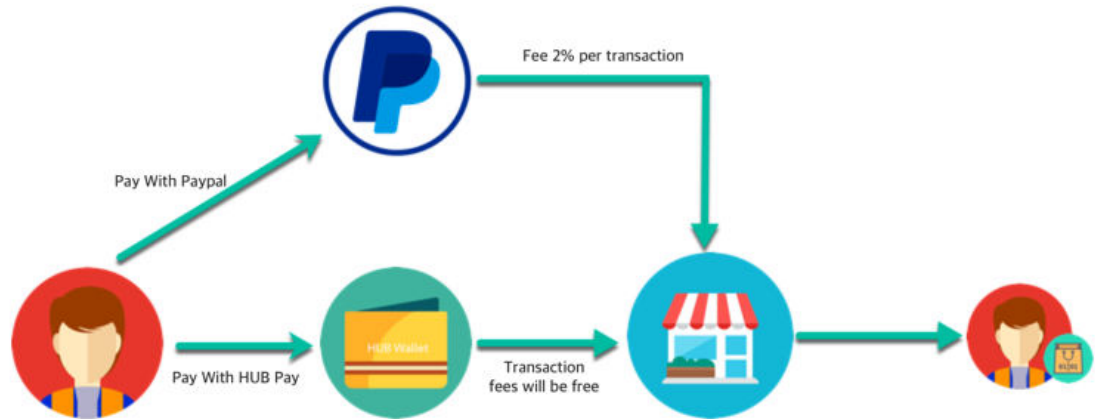 Fee 2% per transaction
Pay With Paypal
HUB Wallet
Pay With HUB Pay
Transaction
fees will be free